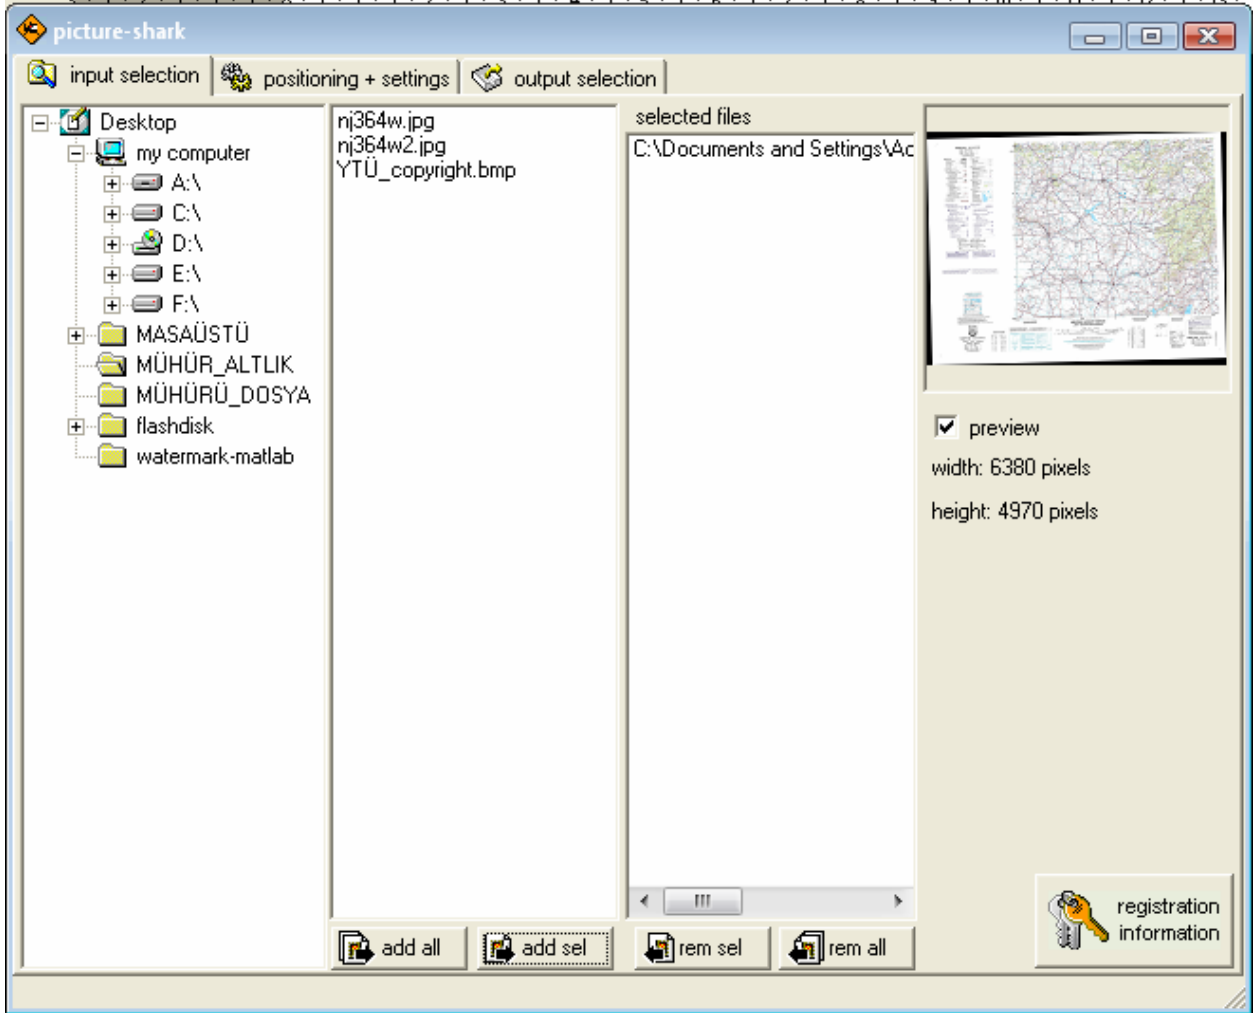 picture-shark
input selection
positioning + settings
output selection
Desktop
my computer
A:\
C:\
D:\
E:\
F:\
MASAÜSTÜ
MÜHÜR_ALTLIK
MÜHÜRÜ_DOSYA
flashdisk
watermark-matlab
nj364w.jpg
nj364w2.jpg
YTÜ_copyright.bmp
selected files
C:\Documents and Settings\Ac
preview
width: 6380 pixels
height: 4970 pixels
add all
add sel
rem sel
rem all
registration
information